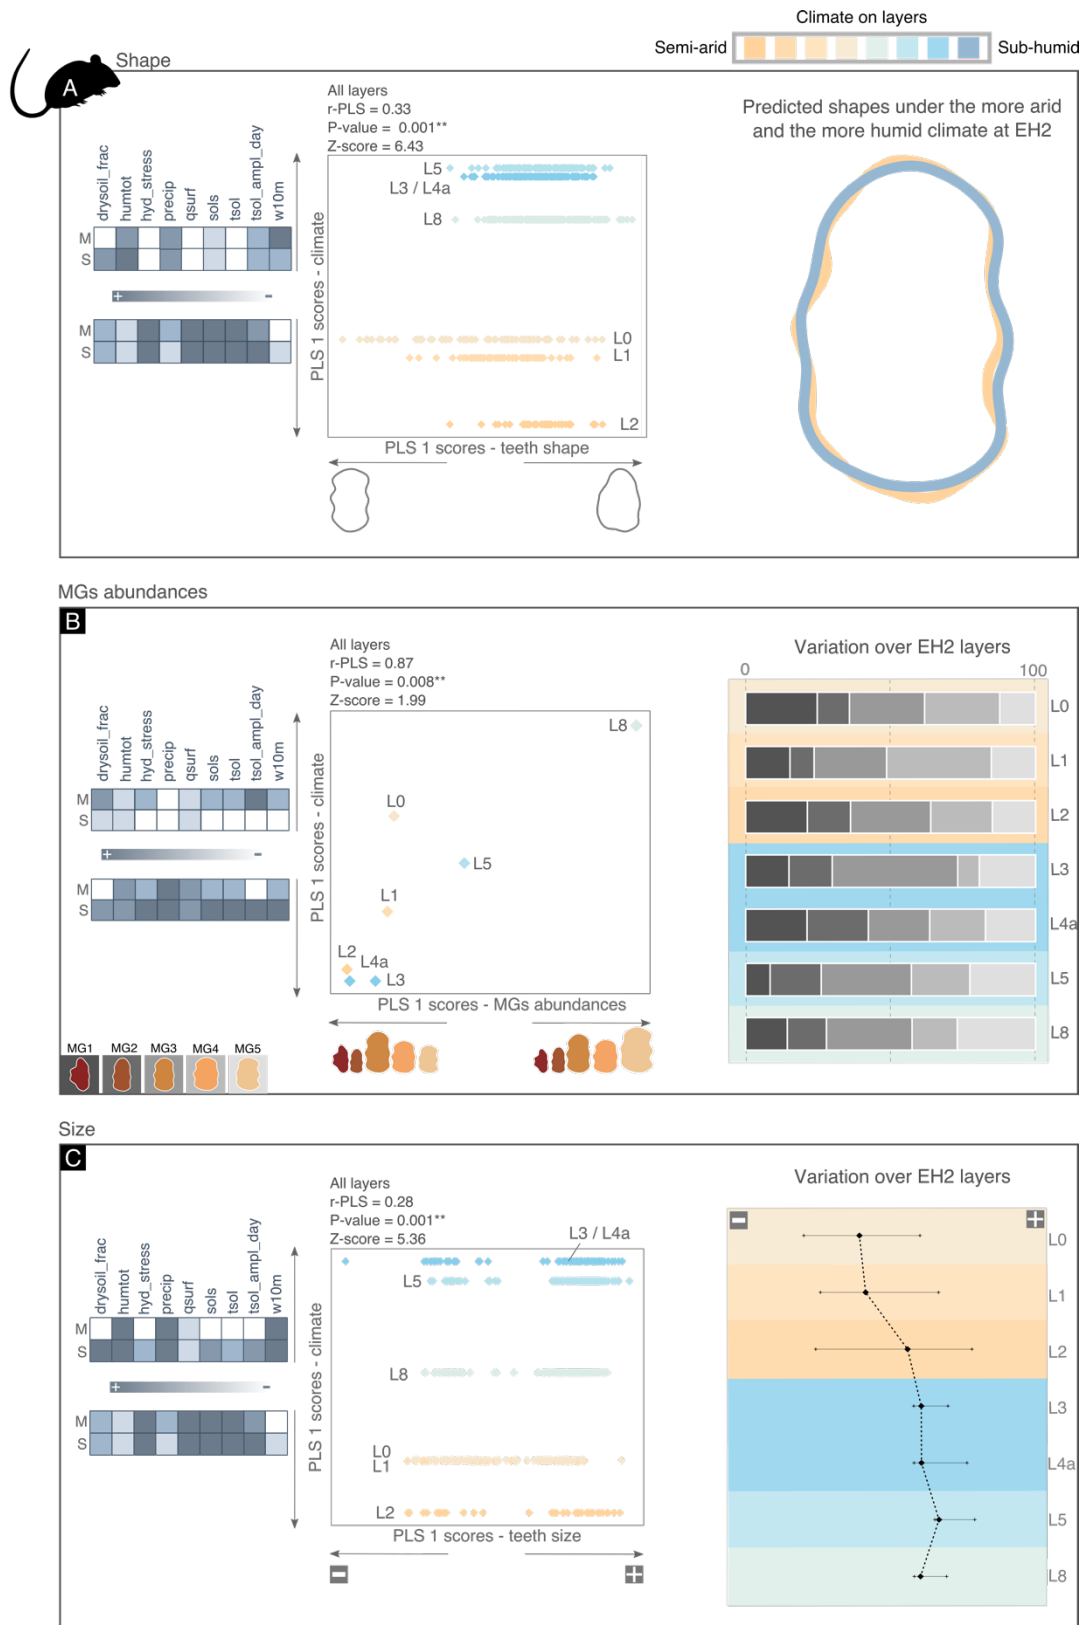 Climate on layers
Semi-arid
Sub-humid
Shape
A
All layers
r-PLS = 0.33
P-value = 0.001**
Z-score = 6.43
Predicted shapes under the more arid
and the more humid climate at EH2
drysoil_frac
humtot
hyd_stress
precip
qsurf
sols
tsol
tsol_ampl_day
w10m
M
S
+
-
M
S
PLS 1 scores - climate
L5
L3 / L4a
L8
L0
L1
L2
PLS 1 scores - teeth shape
MGs abundances
B
All layers
r-PLS = 0.87
P-value = 0.008**
Z-score = 1.99
Variation over EH2 layers
0
100
drysoil_frac
humtot
hyd_stress
precip
qsurf
sols
tsol
tsol_ampl_day
w10m
M
S
+
-
M
S
PLS 1 scores - climate
L8
L0
L5
L1
L2
L4a
L3
PLS 1 scores - MGs abundances
L0
L1
L2
L3
L4a
L5
L8
MG1 MG2 MG3 MG4 MG5
Size
C
All layers
r-PLS = 0.28
P-value = 0.001**
Z-score = 5.36
Variation over EH2 layers
drysoil_frac
humtot
hyd_stress
precip
qsurf
sols
tsol
tsol_ampl_day
w10m
M
S
+
-
M
S
PLS 1 scores - climate
L3 / L4a
L5
L8
L0
L1
L2
PLS 1 scores - teeth size
-
+
-
+
L0
L1
L2
L3
L4a
L5
L8